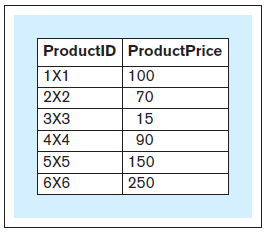 ProductID ProductPrice
1X1 100
2X2 70
3X3 15
4X4 90
5X5 150
6X6 250